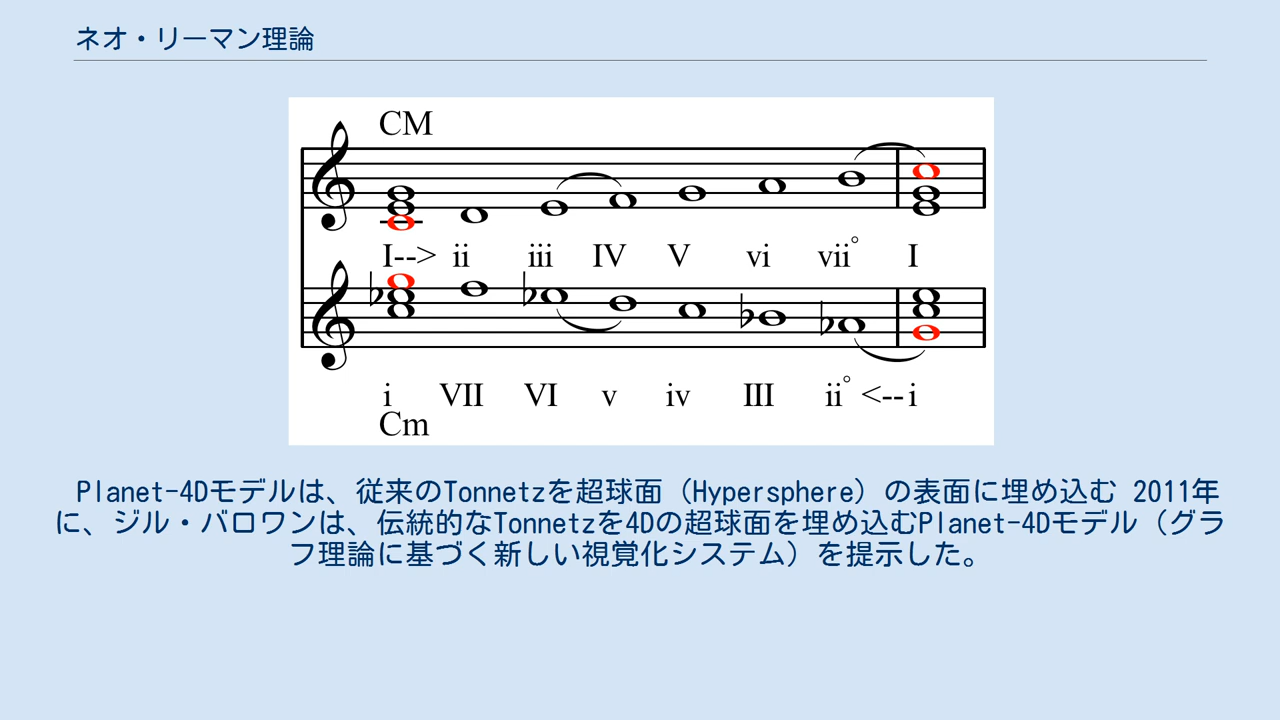 ネオ・リーマン理論
CM
I--> ii iii IV V vi vii° I
i VII VI v iv III ii° <-- i
Cm
Planet-4Dモデルは、従来のTonnetzを超球面（Hypersphere）の表面に埋め込む 2011年
に、ジル・バロワンは、伝統的なTonnetzを4Dの超球面を埋め込むPlanet-4Dモデル（グラ
フ理論に基づく新しい視覚化システム）を提示した。